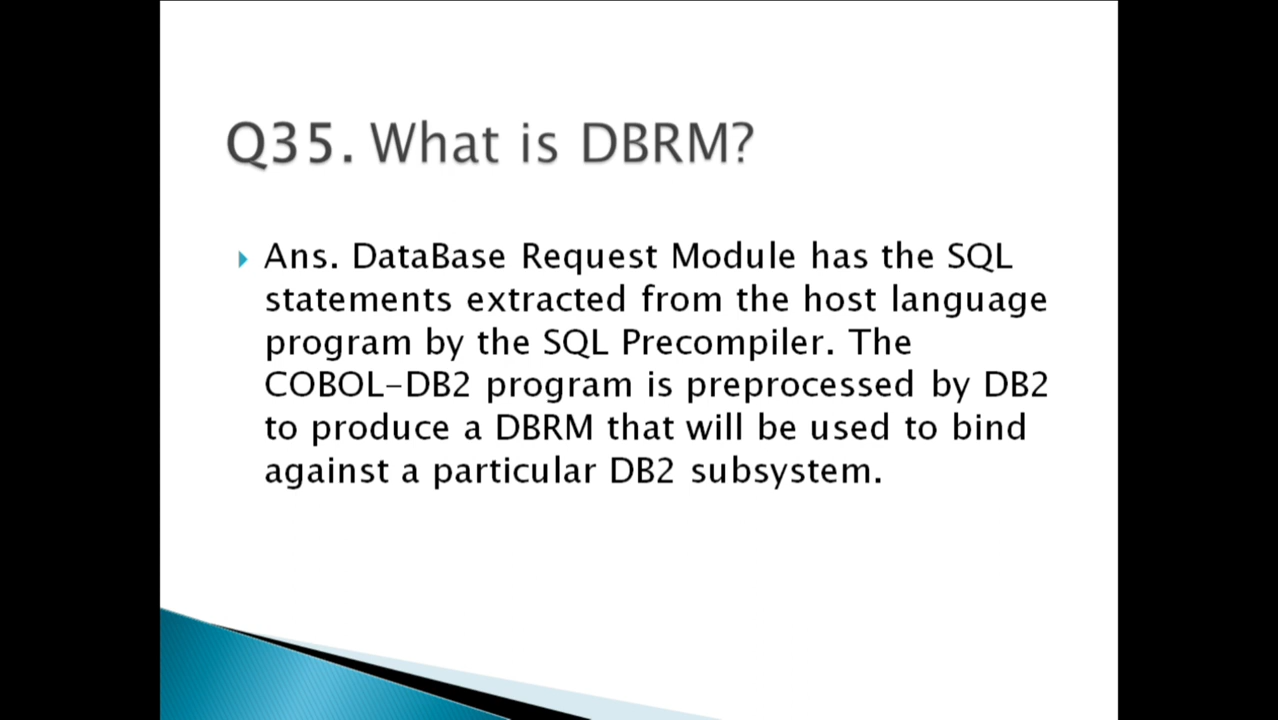 Q35. What is DBRM?
Ans. DataBase Request Module has the SQL
statements extracted from the host language
program by the SQL Precompiler. The
COBOL-DB2 program is preprocessed by DB2
to produce a DBRM that will be used to bind
against a particular DB2 subsystem.